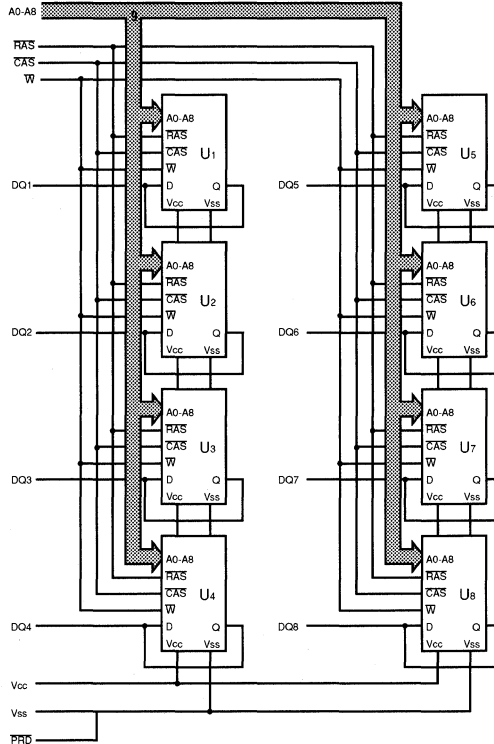 A0-A8
9
RAS
CAS
W
A0-A8
RAS
CAS
W
DQ1 D Q
Vcc Vss
U1
A0-A8
RAS
CAS
W
DQ5 D
Vcc Vss
U5
A0-A8
RAS
CAS
W
DQ2 D Q
Vcc Vss
U2
A0-A8
RAS
CAS
W
DQ6 D Q
Vcc Vss
U6
A0-A8
RAS
CAS
W
DQ3 D Q
Vcc Vss
U3
A0-A8
RAS
CAS
W
DQ7 D Q
Vcc Vss
U7
A0-A8
RAS
CAS
W
DQ4 D Q
Vcc Vss
U4
A0-A8
RAS
CAS
W
DQ8 D Q
Vcc Vss
U8
Vcc
Vss
PRD